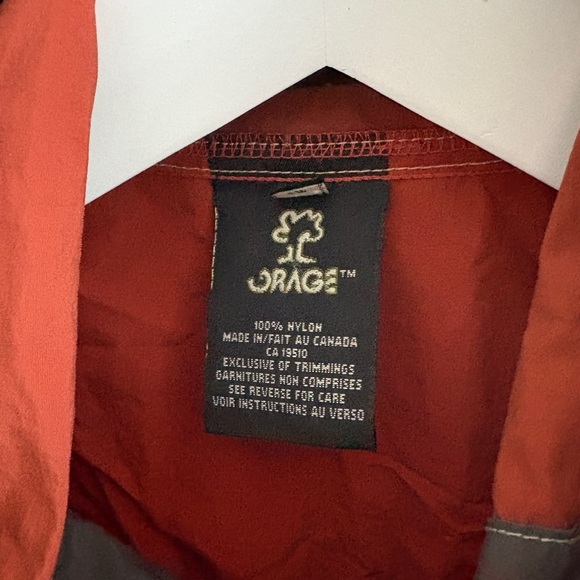 ORAGE™
100% NYLON
MADE IN/FAIT AU CANADA
CA 19510
EXCLUSIVE OF TRIMMINGS
GARNITURES NON COMPRISES
SEE REVERSE FOR CARE
VOIR INSTRUCTIONS AU VERSO